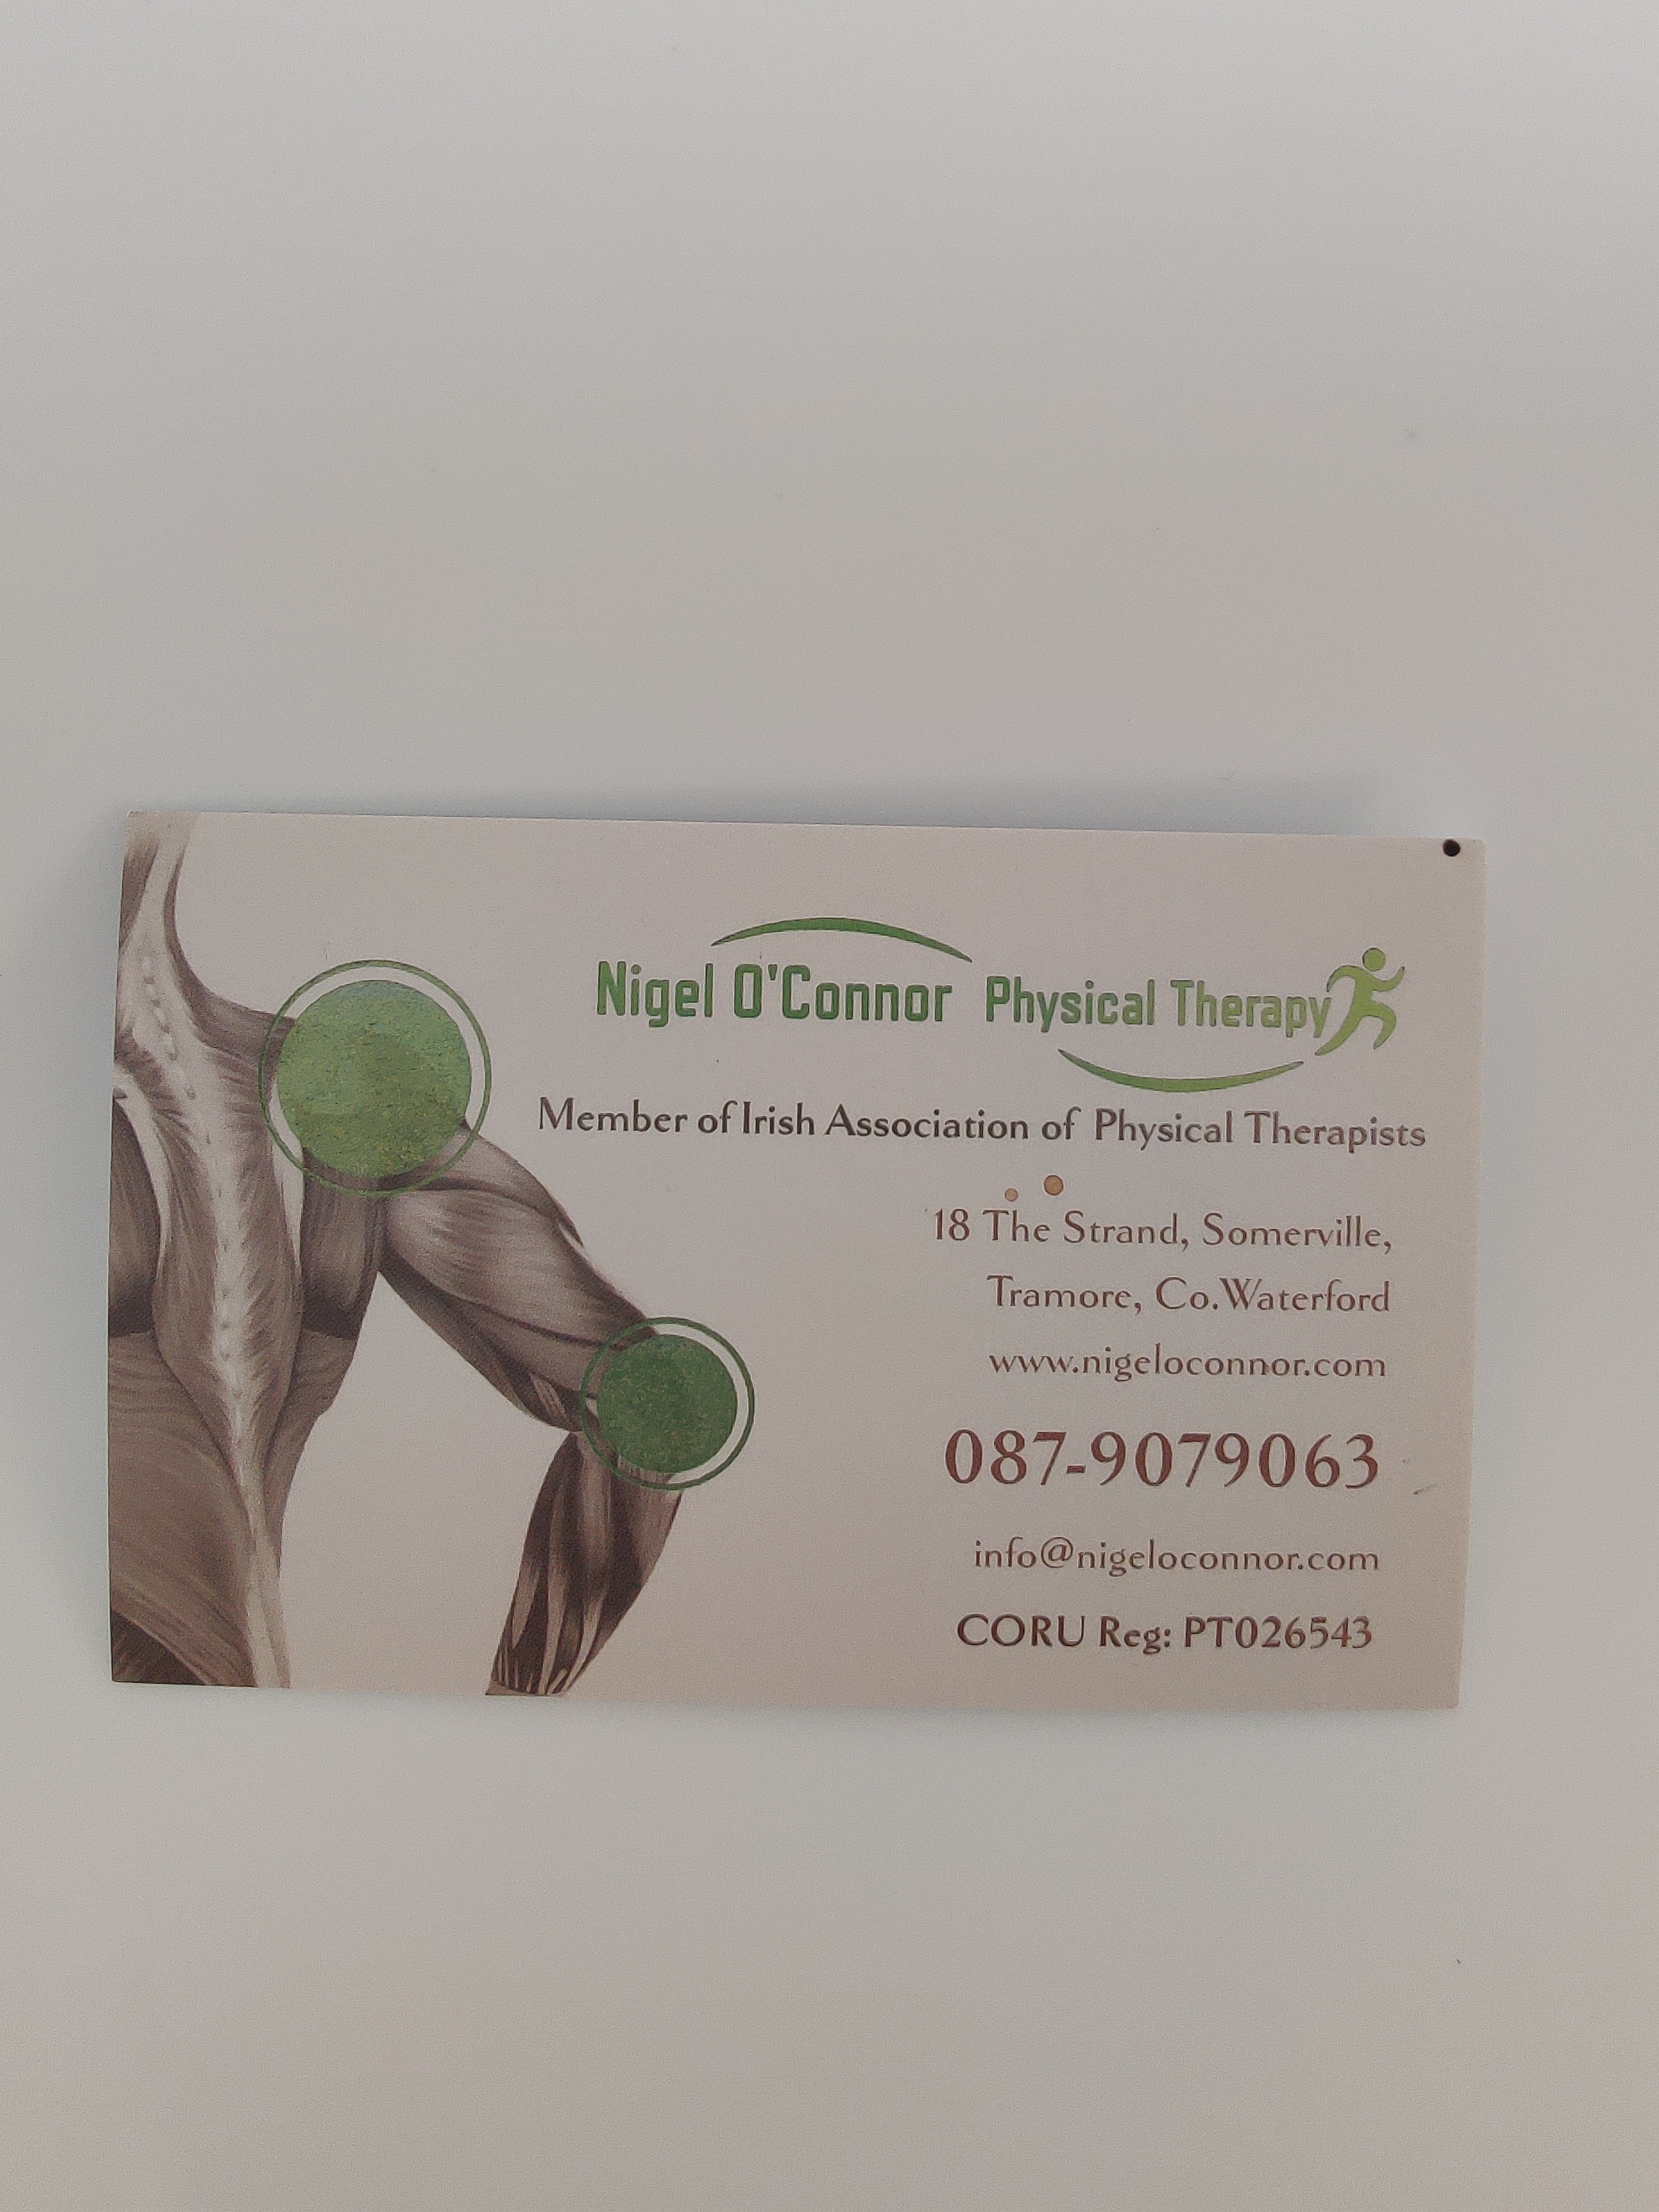 Nigel O'Connor Physical Therapy
Member of Irish Association of Physical Therapists
18 The Strand, Somerville,
Tramore, Co.Waterford
www.nigeloconnor.com
087-9079063
info@nigeloconnor.com
CORU Reg: PT026543